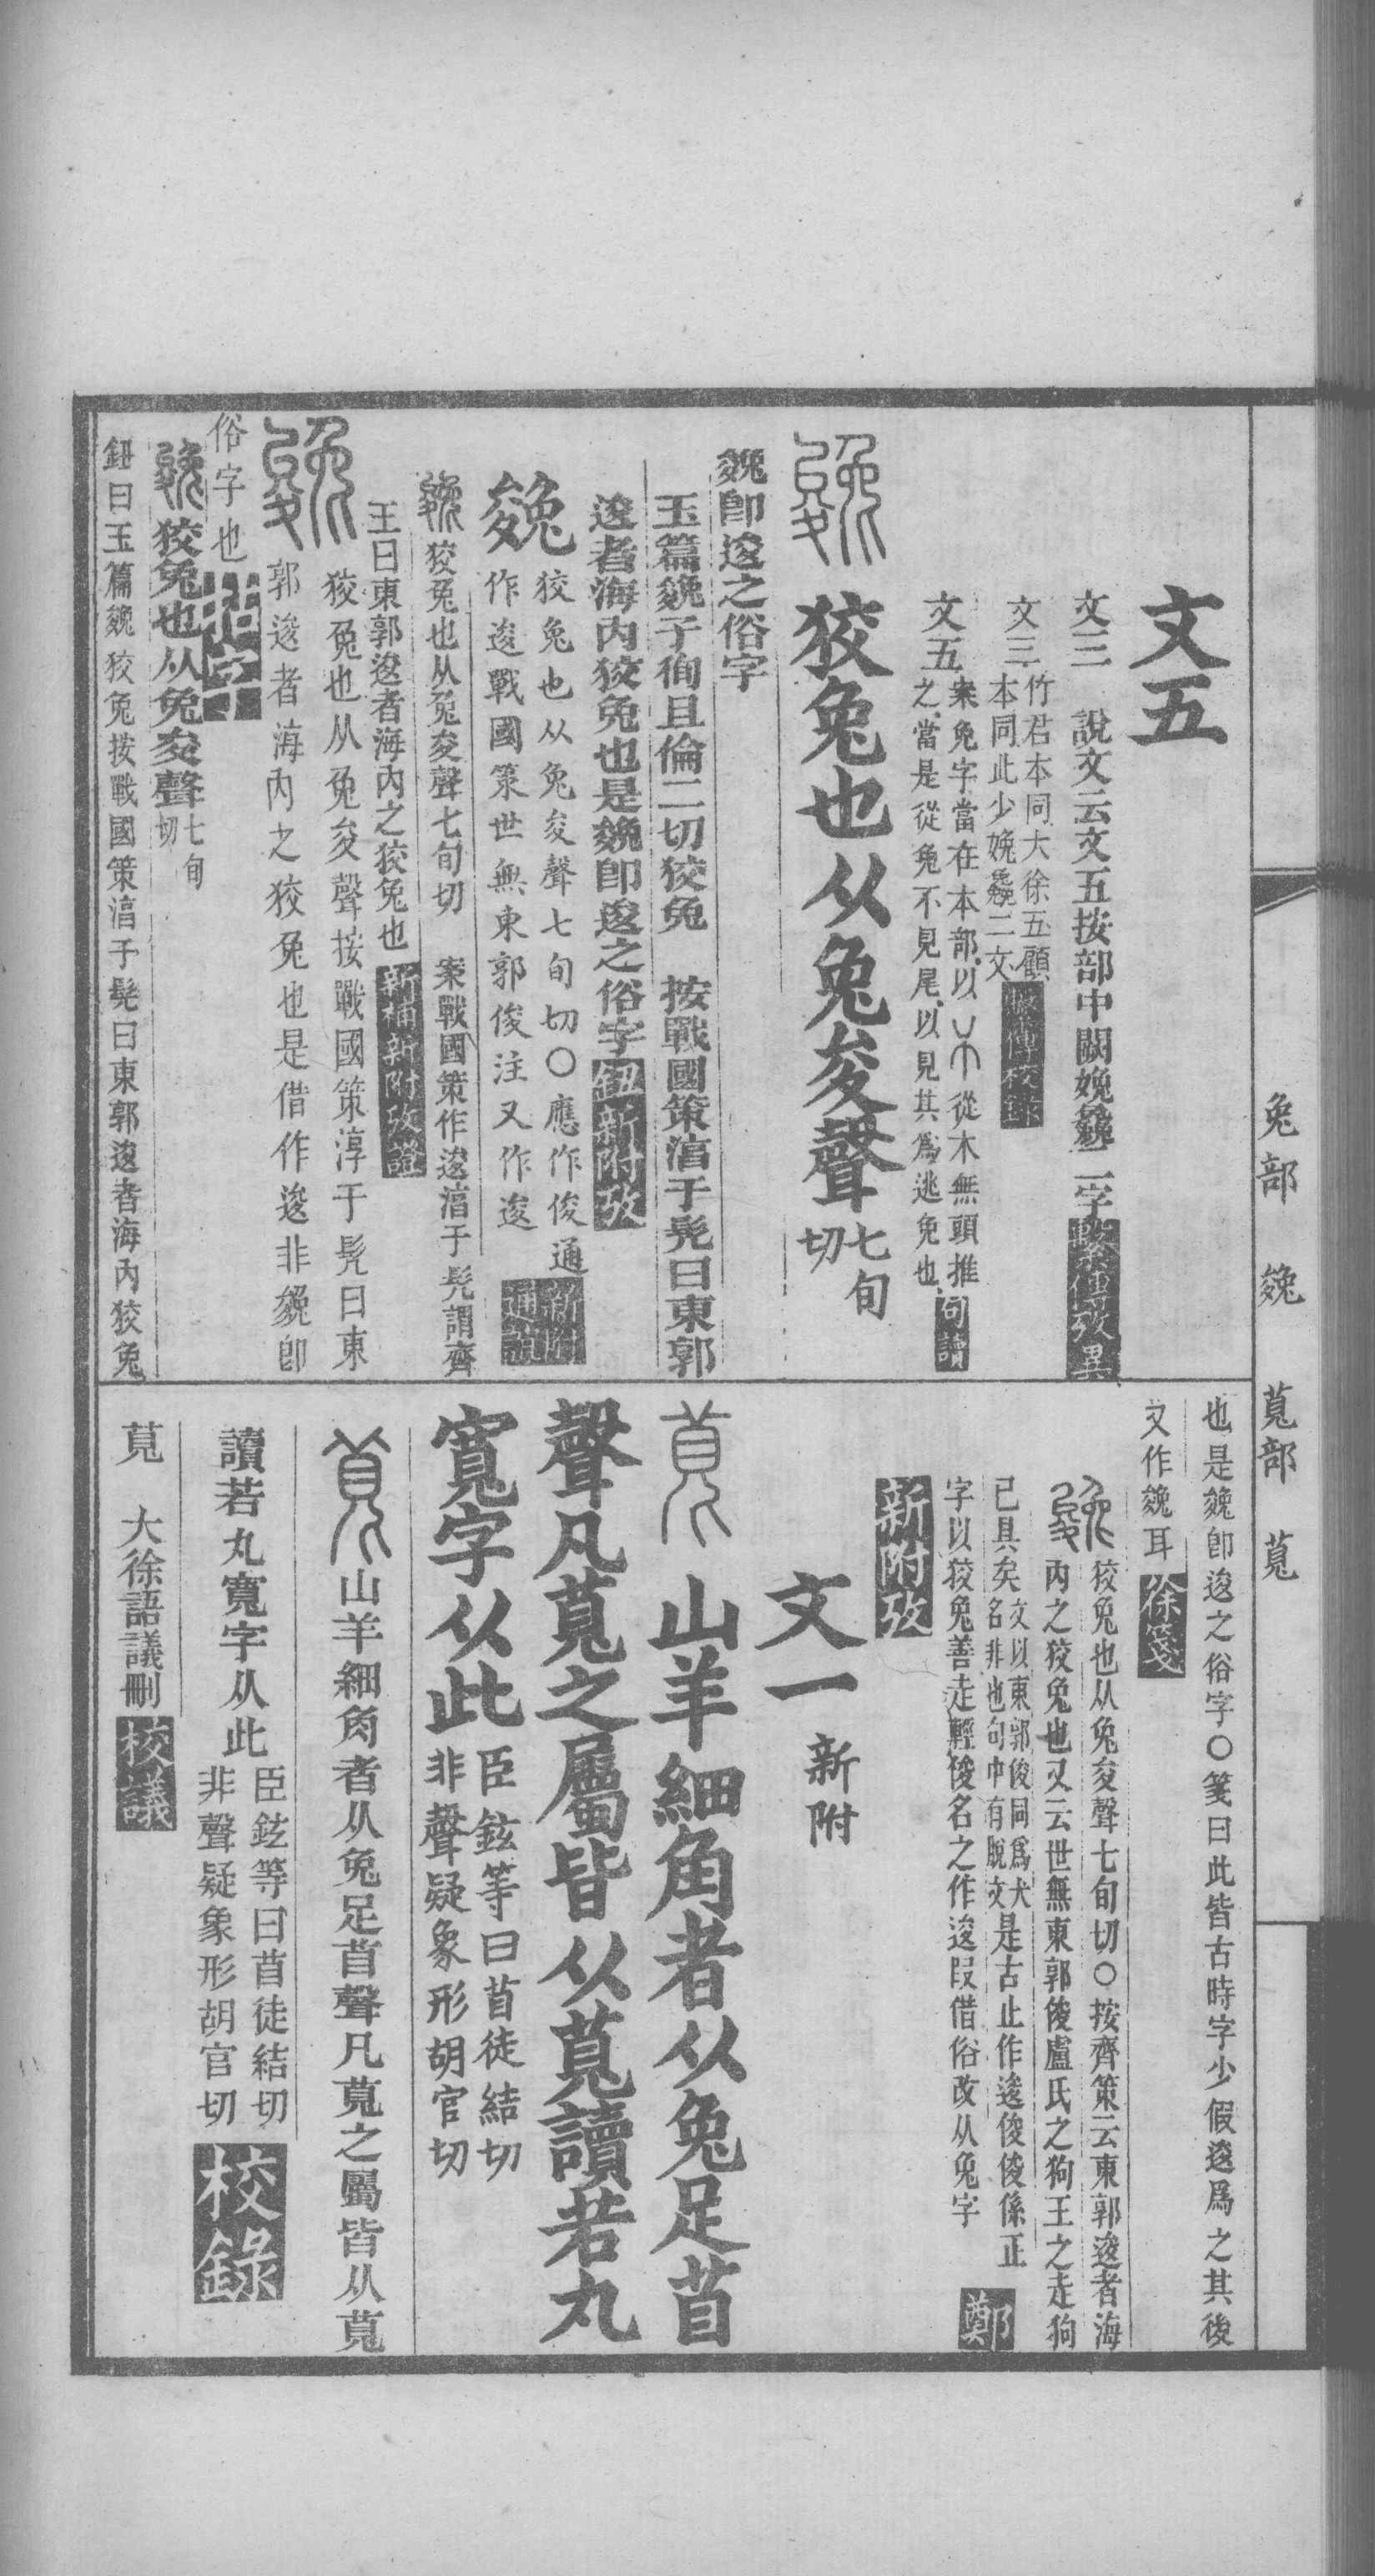 文五
文三　說文云文五按部中闕娩㲋二字繫傳攷異
文三竹君本同大徐五顧
本同此少娩㲋二文
文五案兔字當在本部以 從木無頭推
之當是從兔不見尾以見其爲逃兔也句讀
狡兔也从兔夋聲七旬切
㕙卽逡之俗字
玉篇㕙子徇且倫二切狡兔　按戰國策淳于髡曰東郭
逡者海內狡兔也是㕙卽逡之俗字鈕新附攷
㕙狡兔也从兔夋聲七旬切〇應作俊通
作逡戰國策世無東郭俊注又作逡新附通誼
狡兔也从兔夋聲七旬切　案戰國策作逡淳于髡謂齊
王曰東郭逡者海內之狡兔也新補新附攷證
狡兔也从兔夋聲按戰國策淳于髡曰東
郭逡者海內之狡兔也是借作逡非㕙卽
俗字也
狡兔也从兔夋聲七旬切
鈕曰玉篇㕙狡兔按戰國策淳于髡曰東郭逡者海內狡兔
也是㕙卽逡之俗字〇箋曰此皆古時字少假逡爲之其後
又作㕙耳徐箋
狡兔也从兔夋聲七旬切〇按齊策云東郭逡者海
內之狡兔也又云世無東郭俊盧氏之狗王之走狗
已具矣文以東郭俊同爲犬
名非也句中有脫文是古止作逡俊俊係正
字以狡兔善走輕俊名之作逡叚借俗改从兔字鄭
新附攷
文一　新附
山羊細角者从兔足苜
聲凡萈之屬皆从萈讀若丸
寬字从此臣鉉等曰苜徒結切
非聲疑象形胡官切
山羊細角者从兔足苜聲凡萈之屬皆从萈
讀若丸寬字从此臣鉉等曰苜徒結切
非聲疑象形胡官切校錄
萈　大徐語議刪校議
兔部　㕙　萈部　萈